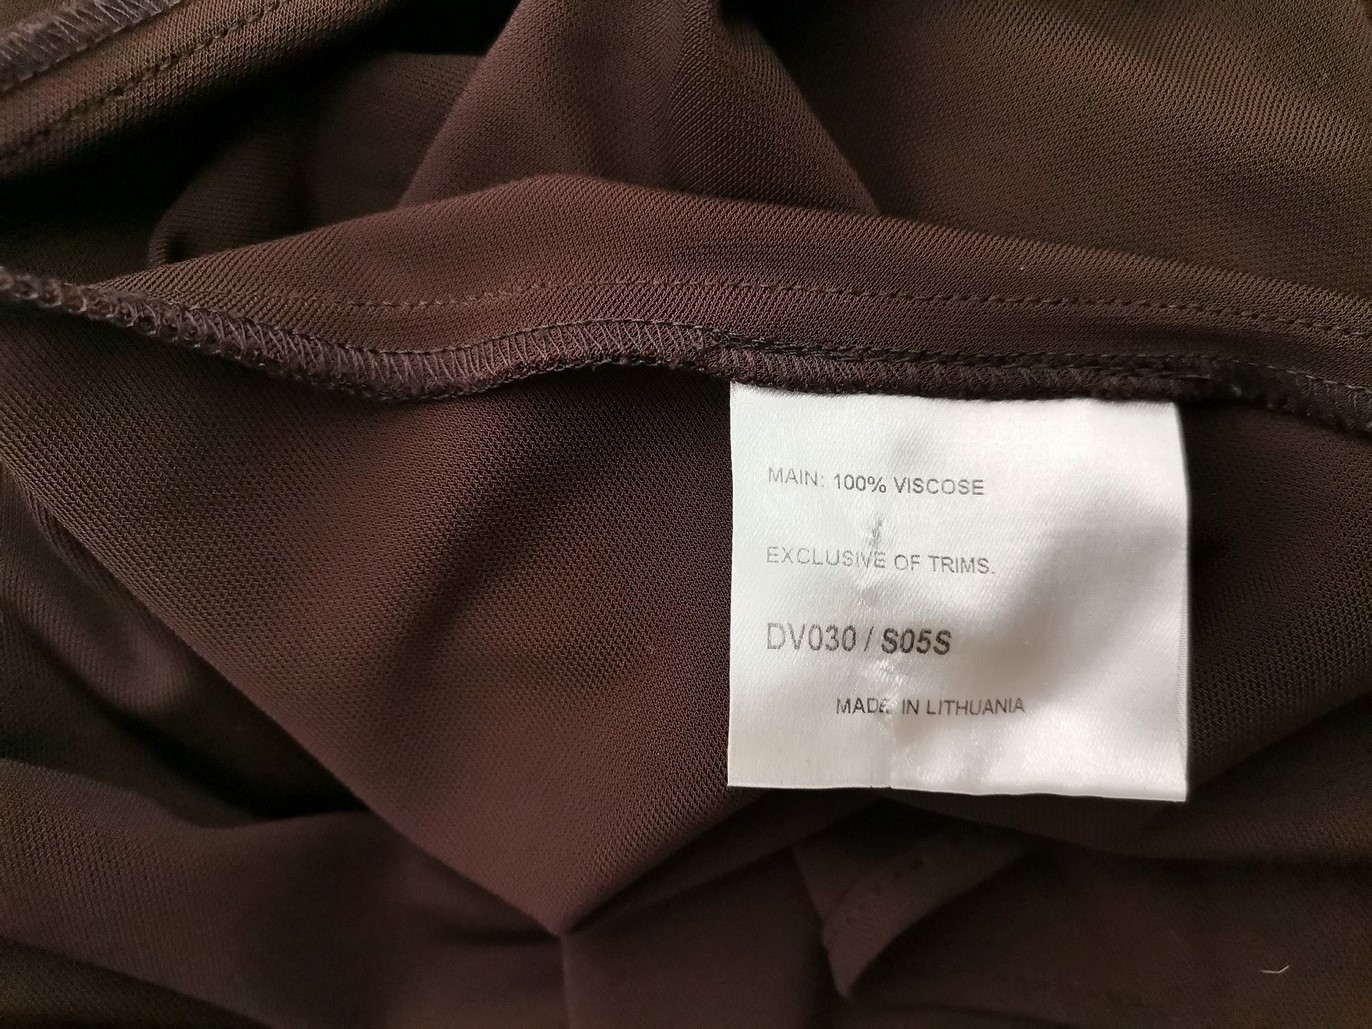 MAIN: 100% VISCOSE
EXCLUSIVE OF TRIMS.
DV030 / S05S
MADE IN LITHUANIA